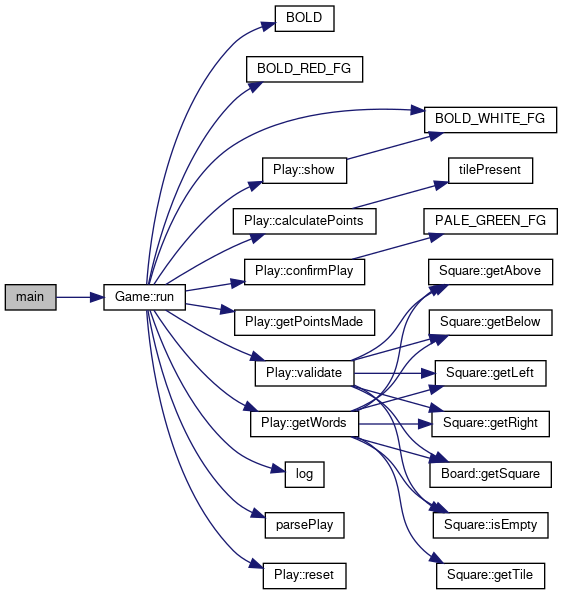 main
Game::run
BOLD
BOLD_RED_FG
BOLD_WHITE_FG
Play::show
tilePresent
Play::calculatePoints
PALE_GREEN_FG
Play::confirmPlay
Square::getAbove
Play::getPointsMade
Square::getBelow
Play::validate
Square::getLeft
Play::getWords
Square::getRight
log
Board::getSquare
parsePlay
Square::isEmpty
Play::reset
Square::getTile